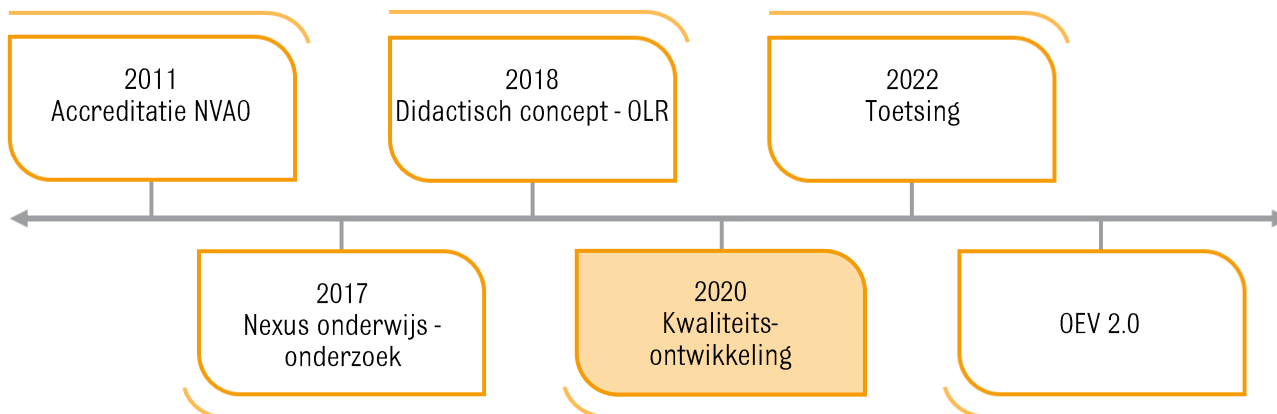 2011
Accreditatie NVAO
2017
Nexus onderwijs -
onderzoek
2018
Didactisch concept - OLR
2020
Kwaliteits-
ontwikkeling
2022
Toetsing
OEV 2.0